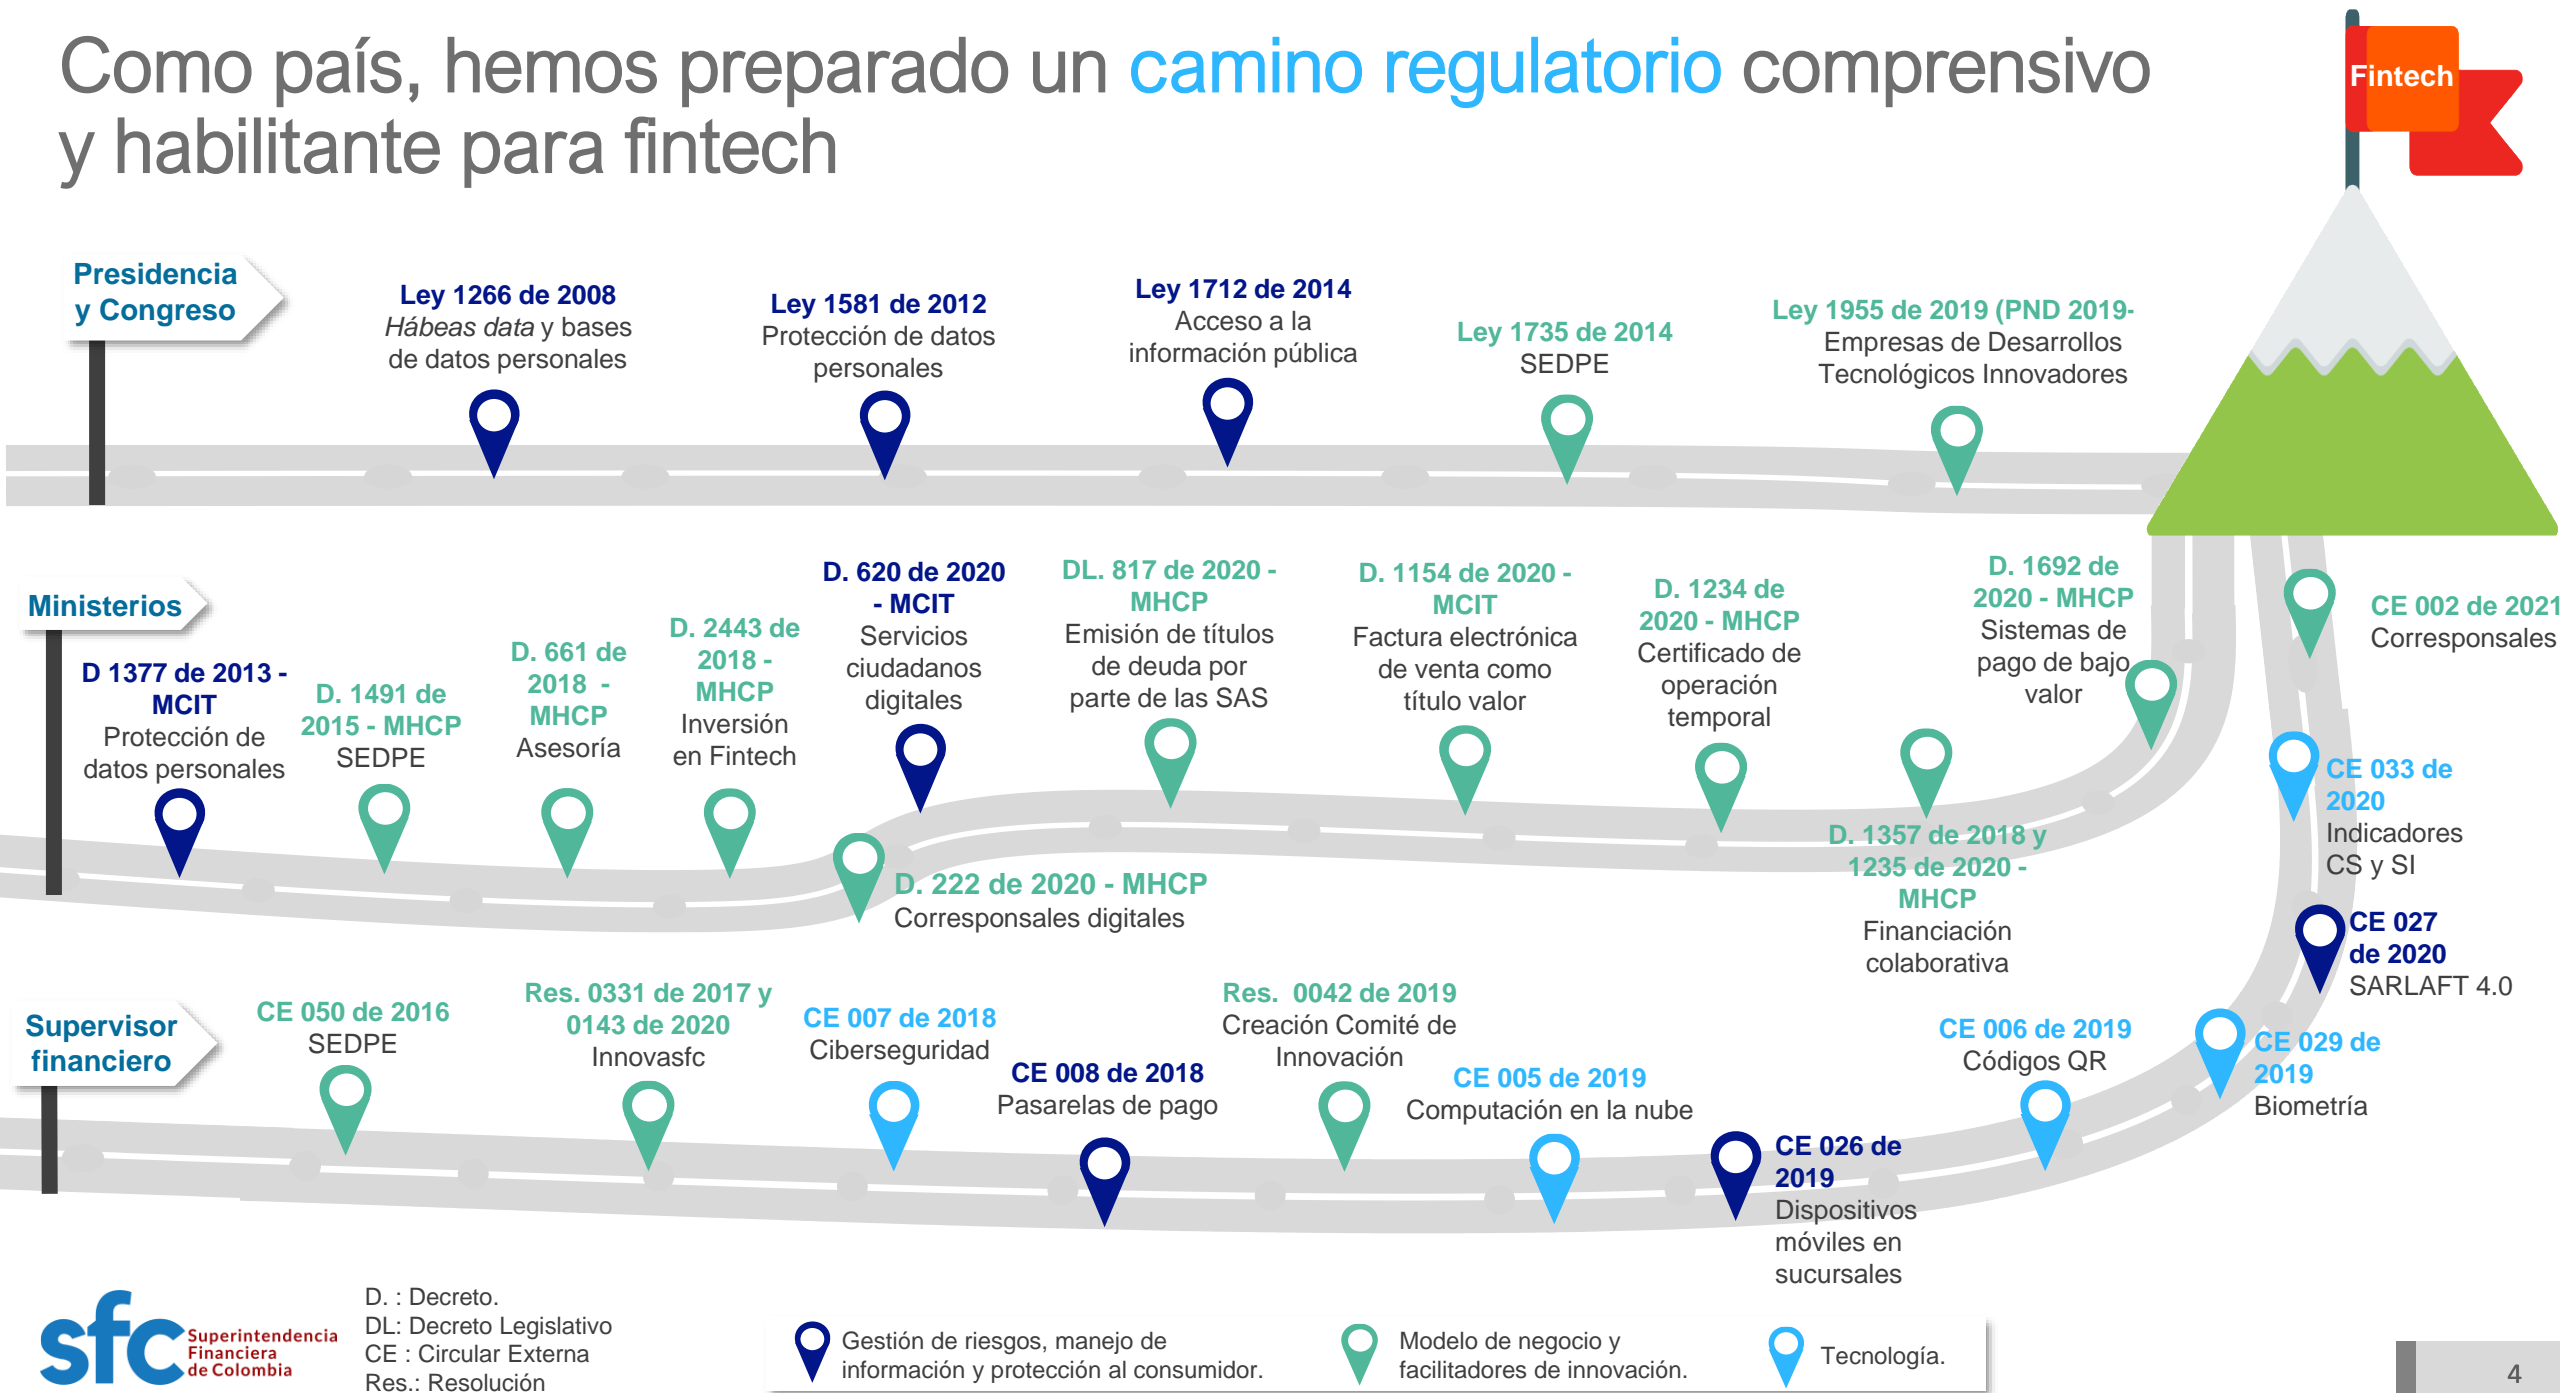 Como país, hemos preparado un camino regulatorio comprensivo
y habilitante para fintech
Fintech
Presidencia
y Congreso
Ley 1266 de 2008
Hábeas data y bases
de datos personales
Ley 1581 de 2012
Protección de datos
personales
Ley 1712 de 2014
Acceso a la
información pública
Ley 1735 de 2014
SEDPE
Ley 1955 de 2019 (PND 2019-
Empresas de Desarrollos
Tecnológicos Innovadores
Ministerios
D 1377 de 2013 -
MCIT
Protección de
datos personales
D. 1491 de
2015 - MHCP
SEDPE
D. 661 de
2018 -
MHCP
Asesoría
D. 2443 de
2018 -
MHCP
Inversión
en Fintech
D. 620 de 2020
- MCIT
Servicios
ciudadanos
digitales
D. 222 de 2020 - MHCP
Corresponsales digitales
DL. 817 de 2020 -
MHCP
Emisión de títulos
de deuda por
parte de las SAS
D. 1154 de 2020 -
MCIT
Factura electrónica
de venta como
título valor
D. 1234 de
2020 - MHCP
Certificado de
operación
temporal
D. 1357 de 2018 y
1235 de 2020 -
MHCP
Financiación
colaborativa
D. 1692 de
2020 - MHCP
Sistemas de
pago de bajo
valor
Supervisor
financiero
CE 050 de 2016
SEDPE
Res. 0331 de 2017 y
0143 de 2020
Innovasfc
CE 007 de 2018
Ciberseguridad
CE 008 de 2018
Pasarelas de pago
Res. 0042 de 2019
Creación Comité de
Innovación
CE 005 de 2019
Computación en la nube
CE 026 de
2019
Dispositivos
móviles en
sucursales
CE 006 de 2019
Códigos QR
CE 029 de
2019
Biometría
CE 027
de 2020
SARLAFT 4.0
CE 033 de
2020
Indicadores
CS y SI
CE 002 de 2021
Corresponsales
sfc
Superintendencia
Financiera
de Colombia
D. : Decreto.
DL: Decreto Legislativo
CE : Circular Externa
Res.: Resolución
Gestión de riesgos, manejo de
información y protección al consumidor.
Modelo de negocio y
facilitadores de innovación.
Tecnología.
4